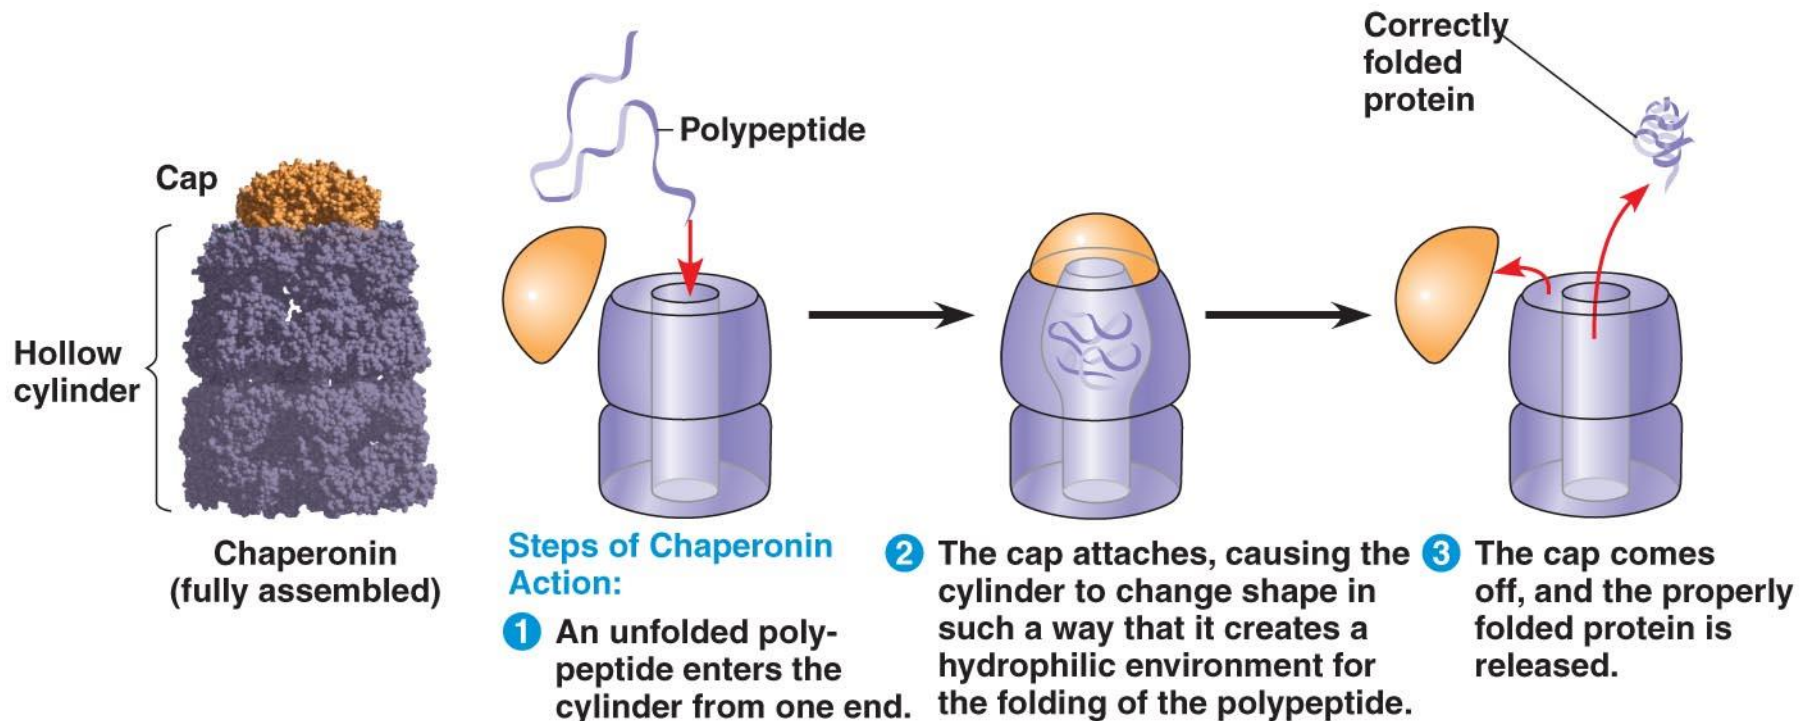 Cap
Hollow
cylinder
Chaperonin
(fully assembled)
Polypeptide
Correctly
folded
protein
Steps of Chaperonin
Action:
1 An unfolded poly-
peptide enters the
cylinder from one end.
2 The cap attaches, causing the
cylinder to change shape in
such a way that it creates a
hydrophilic environment for
the folding of the polypeptide.
3 The cap comes
off, and the properly
folded protein is
released.